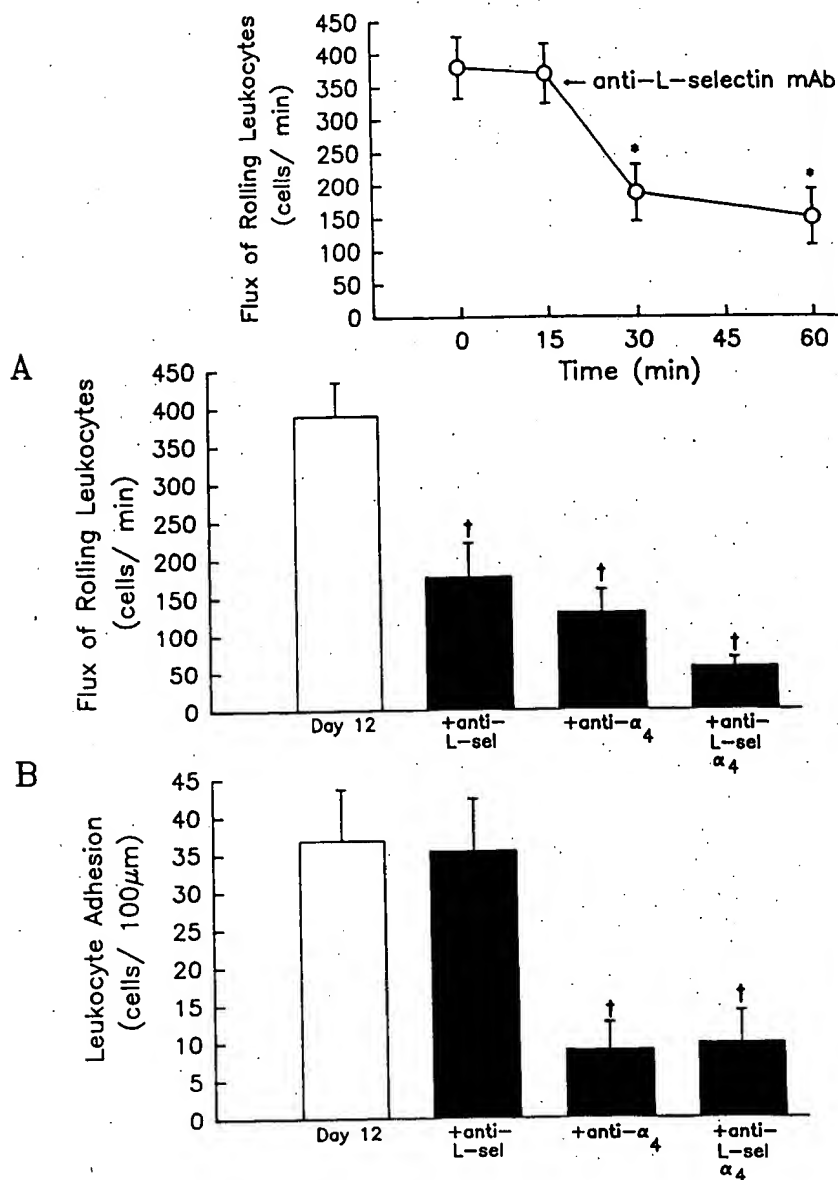 450
400
350
300
250
200
150
100
50
0
Flux of Rolling Leukocytes
(cells/ min)
anti-L-selectin mAb
*
*
0 15 30 45 60
Time (min)
A
450
400
350
300
250
200
150
100
50
0
Flux of Rolling Leukocytes
(cells/ min)
†
†
†
Day 12
+anti-
L-sel
+anti-α4
+anti-
L-sel
α4
B
45
40
35
30
25
20
15
10
5
0
Leukocyte Adhesion
(cells/ 100μm)
†
†
Day 12
+anti-
L-sel
+anti-α4
+anti-
L-sel
α4